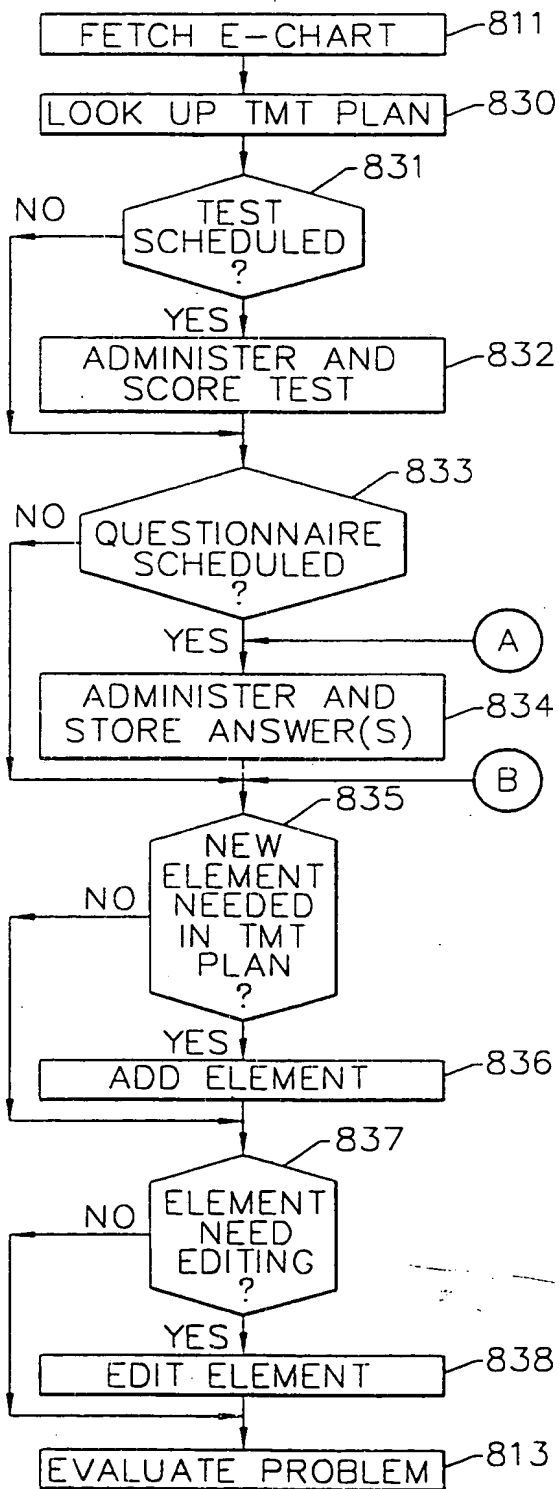 FETCH E-CHART 811
LOOK UP TMT PLAN 830
831
NO
TEST
SCHEDULED
?
YES
ADMINISTER AND
SCORE TEST
832
833
NO
QUESTIONNAIRE
SCHEDULED
?
YES
A
ADMINISTER AND
STORE ANSWER(S)
834
B
835
NEW
ELEMENT
NEEDED
IN TMT
PLAN
?
NO
YES
ADD ELEMENT 836
837
NO
ELEMENT
NEED
EDITING
?
YES
EDIT ELEMENT 838
EVALUATE PROBLEM 813